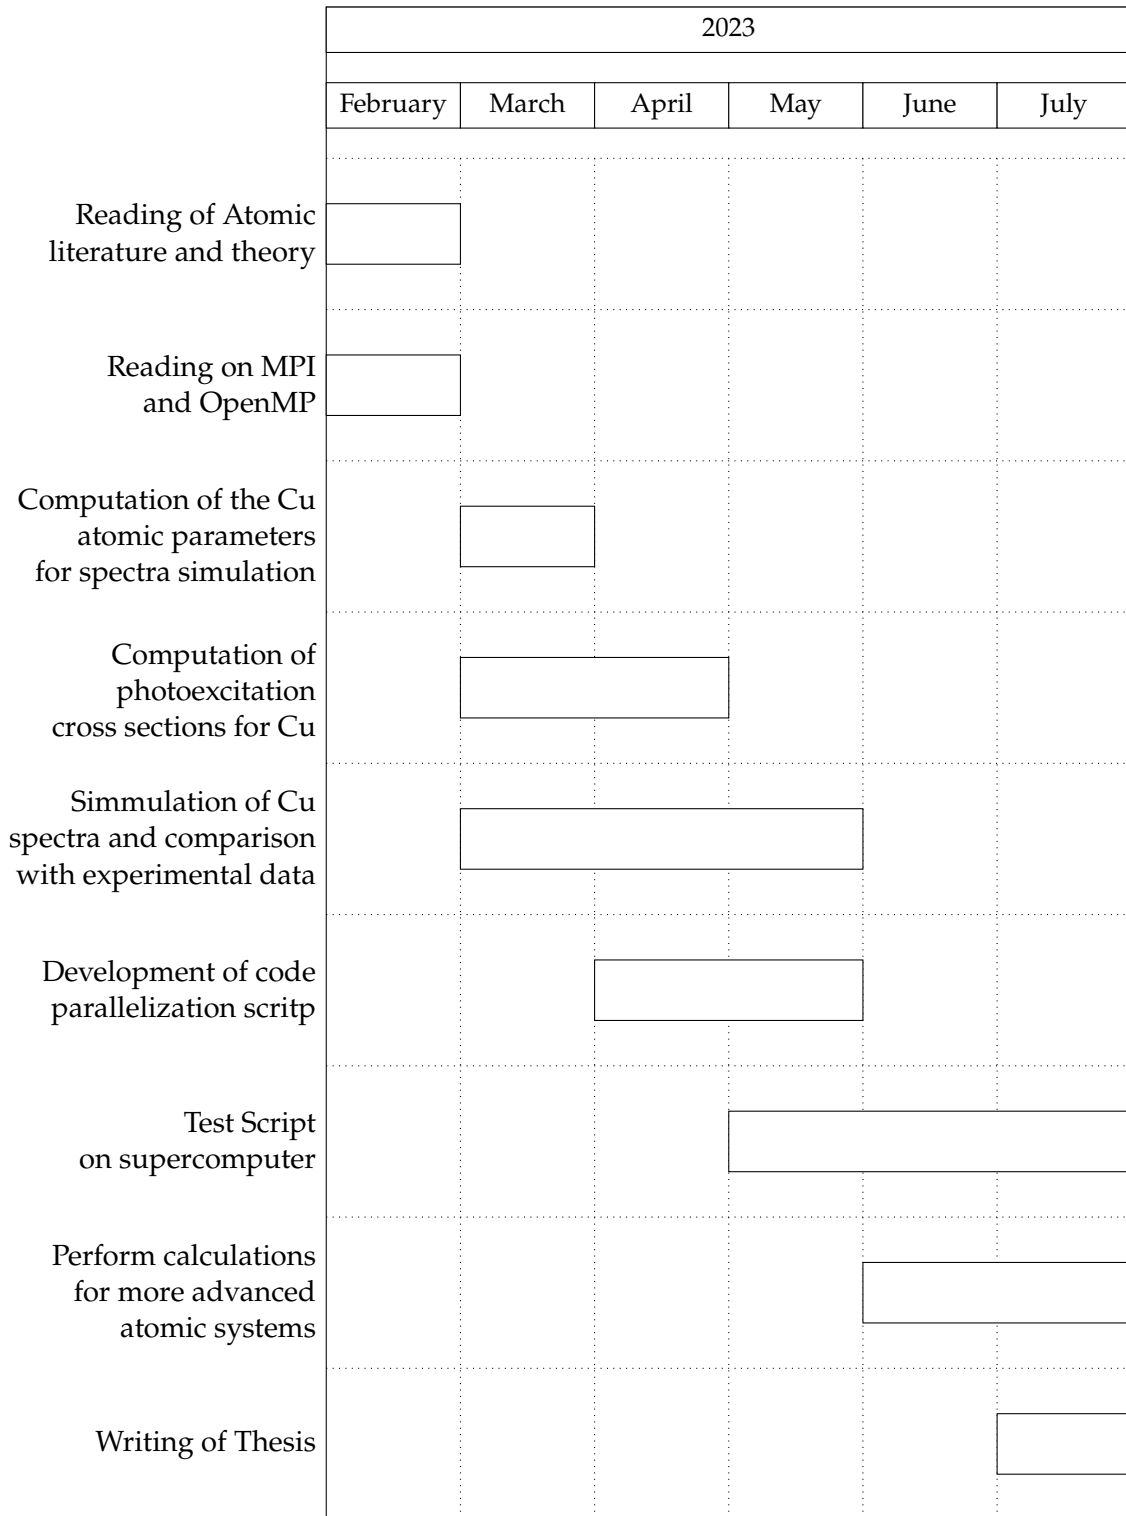 2023
February March April May June July
Reading of Atomic
literature and theory
Reading on MPI
and OpenMP
Computation of the Cu
atomic parameters
for spectra simulation
Computation of
photoexcitation
cross sections for Cu
Simmulation of Cu
spectra and comparison
with experimental data
Development of code
parallelization scritp
Test Script
on supercomputer
Perform calculations
for more advanced
atomic systems
Writing of Thesis